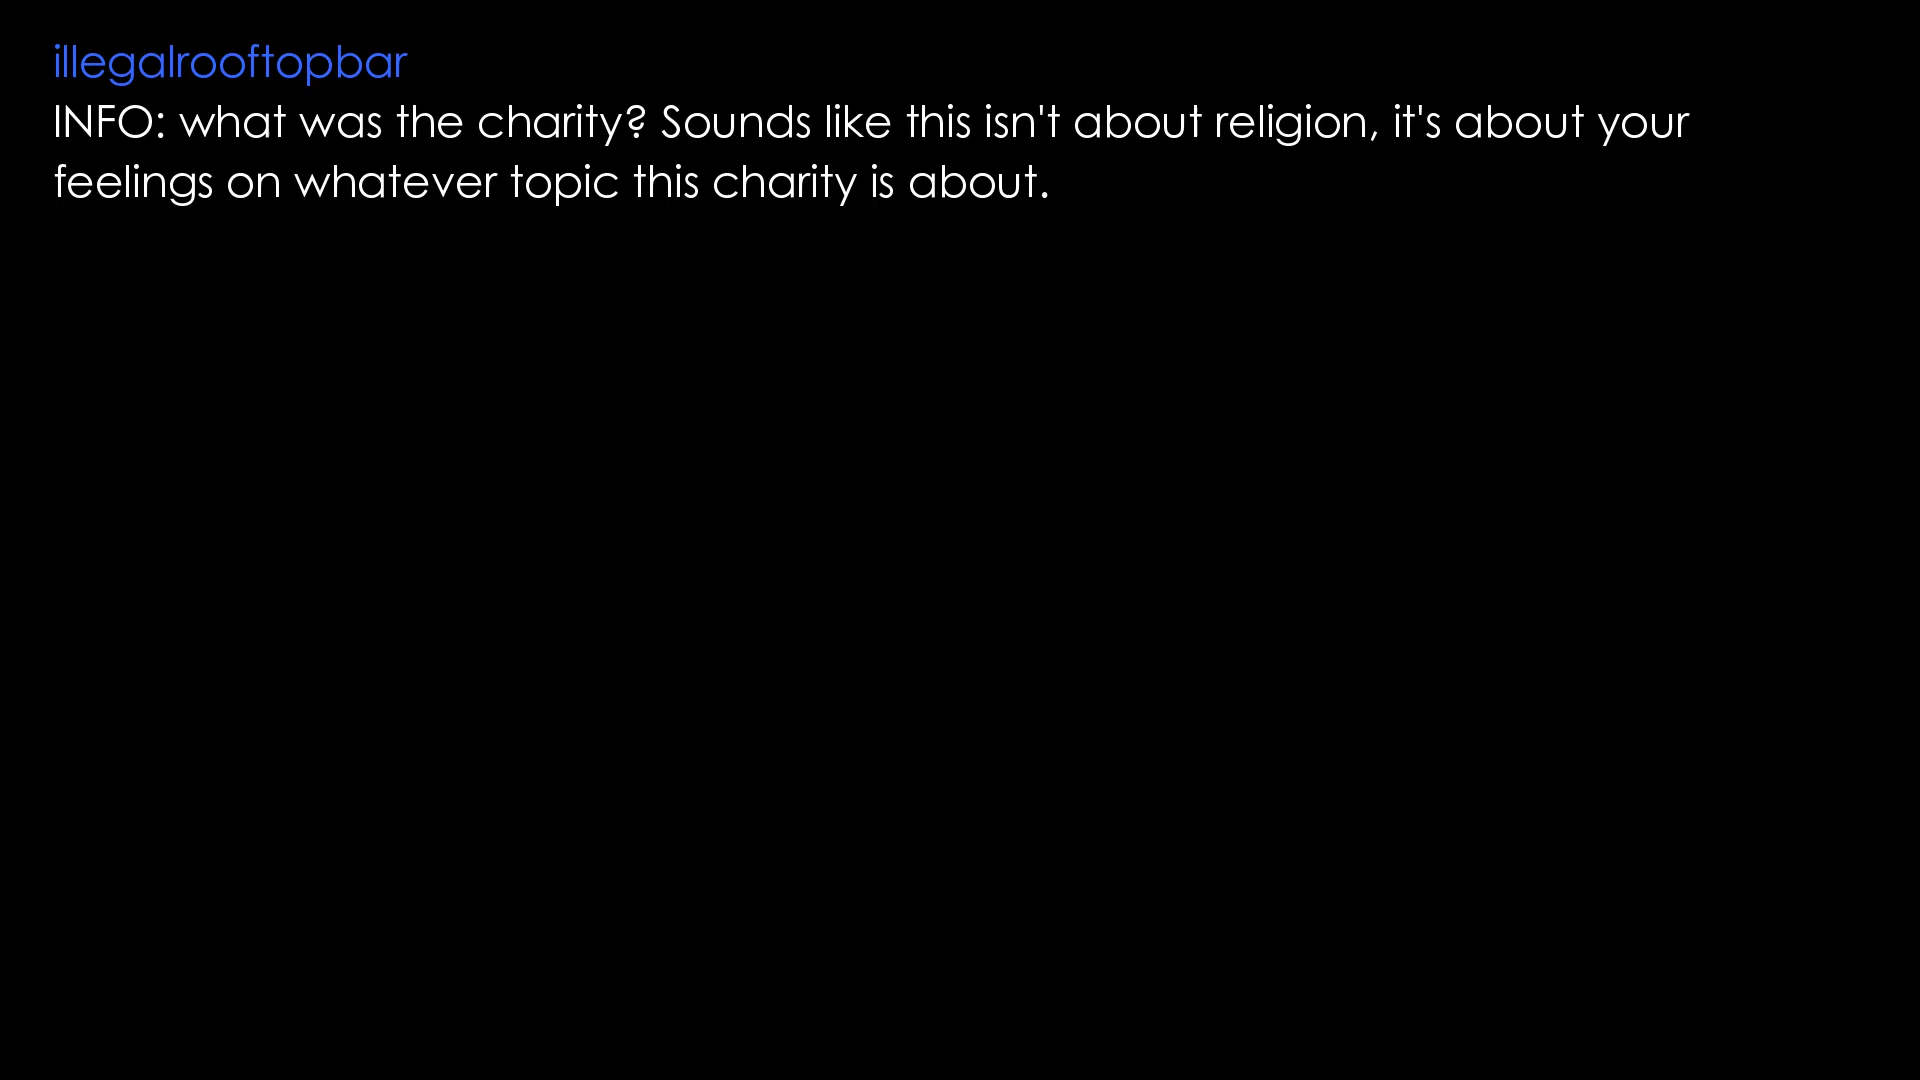 illegalrooftopbar
INFO: what was the charity? Sounds like this isn't about religion, it's about your
feelings on whatever topic this charity is about.